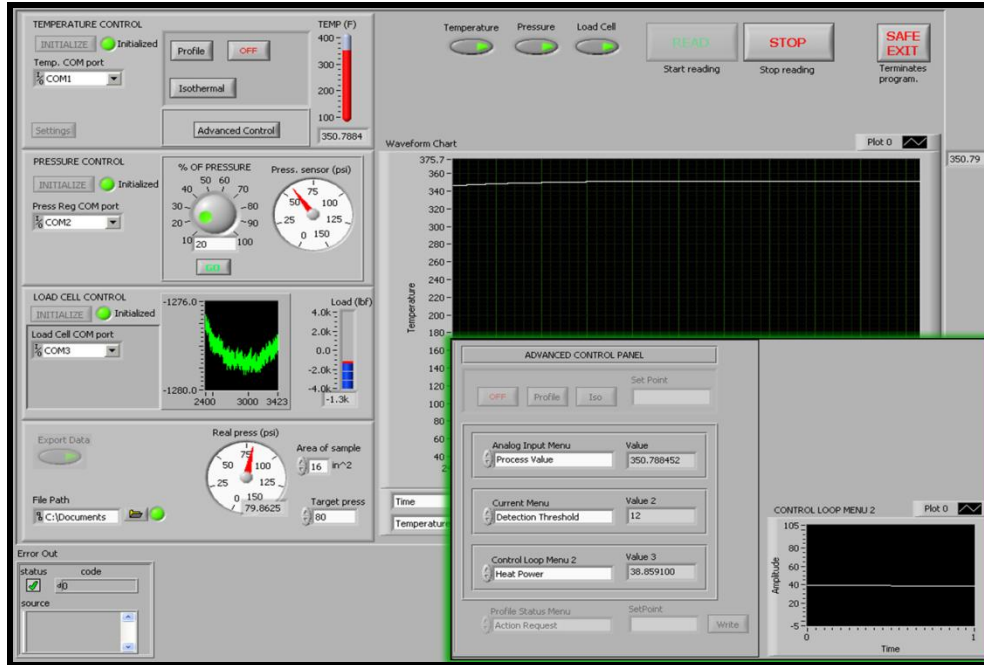 TEMPERATURE CONTROL
INITIALIZE
Initialized
Temp. COM port
COM1
Settings
Profile
OFF
Isothermal
Advanced Control
TEMP (F)
400
300
200
100
350.7884
Temperature
Pressure
Load Cell
READ
Start reading
STOP
Stop reading
SAFE
EXIT
Terminates
program.
PRESSURE CONTROL
INITIALIZE
Initialized
Press Reg COM port
COM2
% OF PRESSURE
10
20
30
40
50
60
70
80
90
100
20
GO
Press. sensor (psi)
0
25
50
75
100
125
150
LOAD CELL CONTROL
INITIALIZE
Initialized
Load Cell COM port
COM3
-1276.0
-1280.0
2400
3000
3423
Load (lbf)
4.0k
2.0k
0.0
-2.0k
-4.0k
-1.3k
Export Data
File Path
C:\Documents
Real press (psi)
0
25
50
75
100
125
150
79.8625
Area of sample
16
in^2
Target press
80
Error Out
status
code
d0
source
Waveform Chart
Plot 0
350.79
Temperature
375.7
360
340
320
300
280
260
240
220
200
180
160
140
120
100
80
60
40
Time
Temperature
ADVANCED CONTROL PANEL
OFF
Profile
Iso
Set Point
Analog Input Menu
Process Value
Value
350.788452
Current Menu
Detection Threshold
Value 2
12
Control Loop Menu 2
Heat Power
Value 3
38.859100
Profile Status Menu
Action Request
SetPoint
Write
CONTROL LOOP MENU 2
Plot 0
Amplitude
105
80
60
40
20
-5
0
1
Time